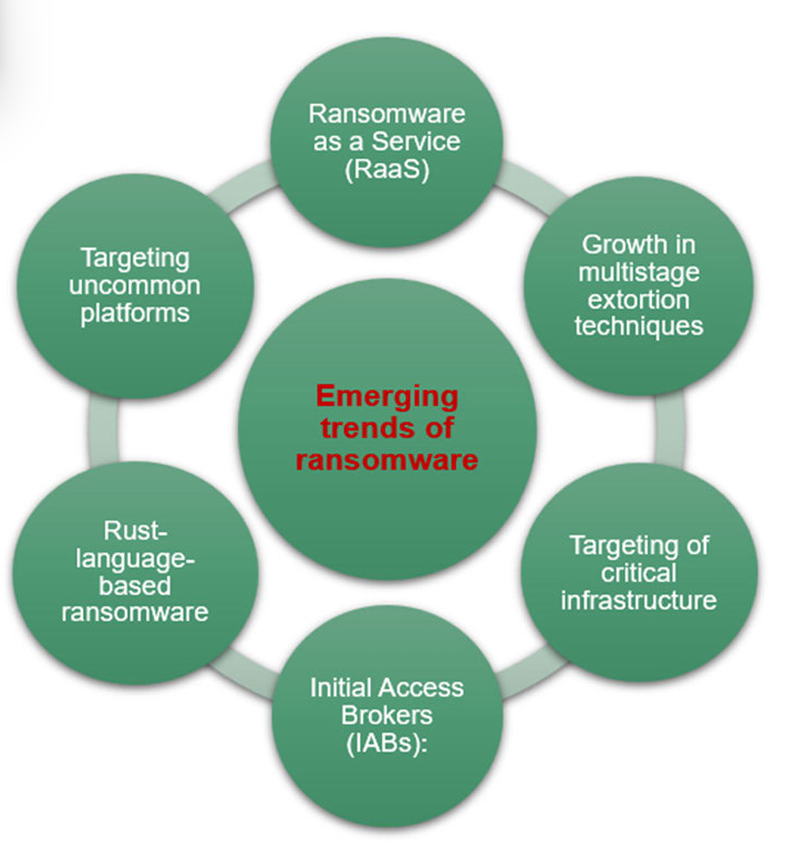 Ransomware
as a Service
(RaaS)
Growth in
multistage
extortion
techniques
Targeting of
critical
infrastructure
Initial Access
Brokers
(IABs):
Rust-
language-
based
ransomware
Targeting
uncommon
platforms
Emerging
trends of
ransomware